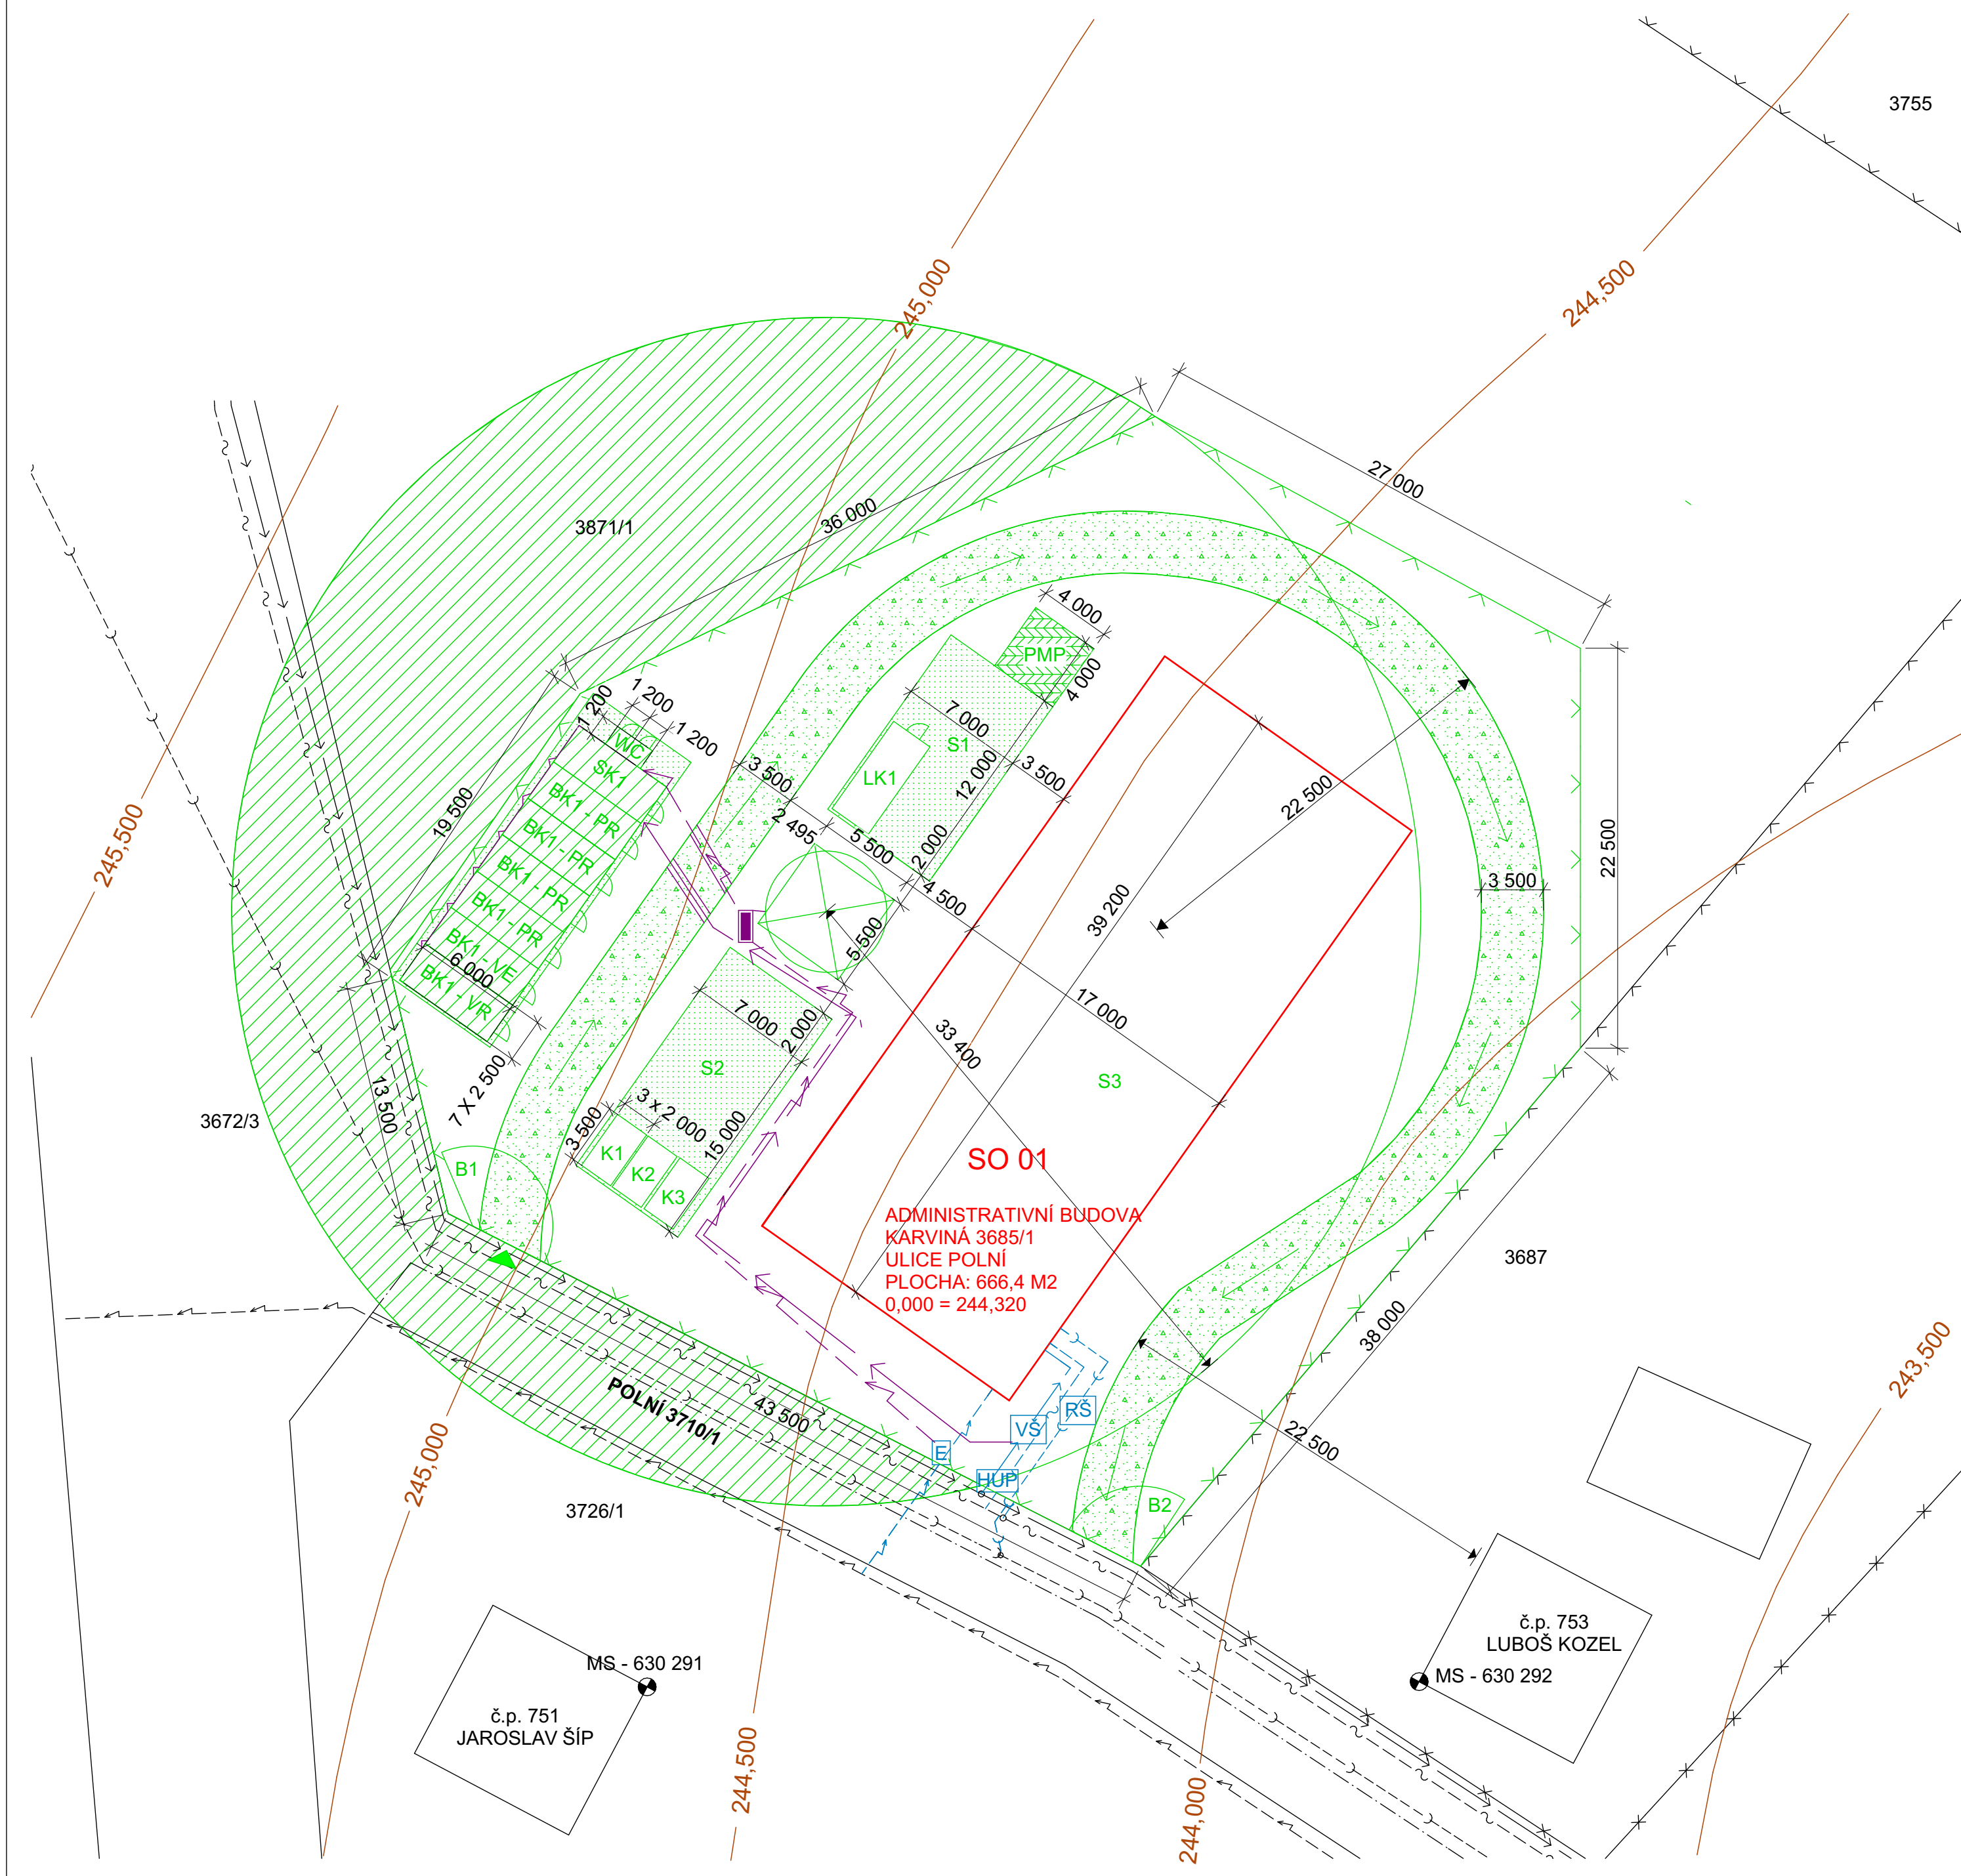 3755
245,000
244,500
27 000
3871/1
36 000
4 000
PMP
4 000
1 200
1 200
1 200
WC
7 000
S1
3 500
3 500
SK1
LK1
12 000
22 500
19 500
BK1 - PR
BK1 - PR
BK1 - PR
BK1 - PR
BK1 - VE
BK1 - VR
245,500
2 495
5 500
2 000
4 500
39 200
3 500
22 500
6 000
5 500
7 000
2 000
17 000
33 400
S2
S3
13 500
7 X 2 500
3672/3
3 500
3 x 2 000
15 000
K1
K2
K3
B1
SO 01
ADMINISTRATIVNÍ BUDOVA
KARVINÁ 3685/1
ULICE POLNÍ
PLOCHA: 666,4 M2
0,000 = 244,320
3687
38 000
243,500
POLNÍ 3710/1
43 500
RŠ
VŠ
E
HUP
22 500
245,000
3726/1
B2
č.p. 753
LUBOŠ KOZEL
MS - 630 291
MS - 630 292
č.p. 751
JAROSLAV ŠÍP
244,500
244,000